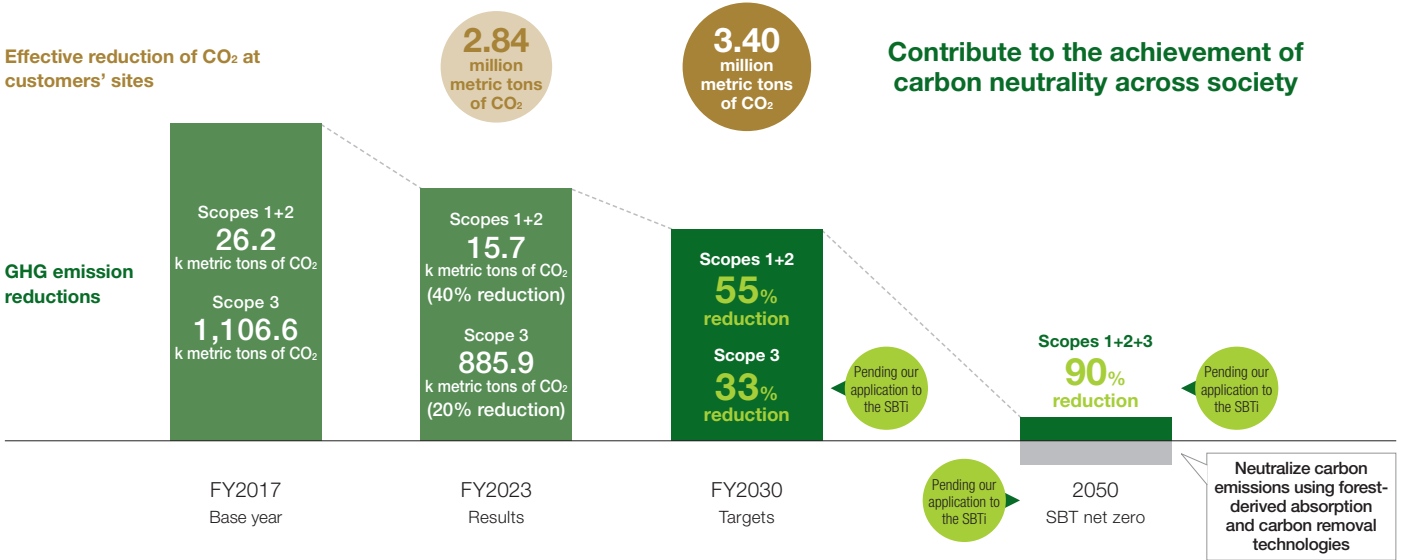 Effective reduction of CO₂ at
customers' sites
2.84
million
metric tons
of CO₂
3.40
million
metric tons
of CO₂
Contribute to the achievement of
carbon neutrality across society
GHG emission
reductions
Scopes 1+2
26.2
k metric tons of CO₂
Scope 3
1,106.6
k metric tons of CO₂
Scopes 1+2
15.7
k metric tons of CO₂
(40% reduction)
Scope 3
885.9
k metric tons of CO₂
(20% reduction)
Scopes 1+2
55%
reduction
Scope 3
33%
reduction
Pending our
application to
the SBTi
Scopes 1+2+3
90%
reduction
Pending our
application to
the SBTi
FY2017
Base year
FY2023
Results
FY2030
Targets
Pending our
application to
the SBTi
2050
SBT net zero
Neutralize carbon
emissions using forest-
derived absorption
and carbon removal
technologies